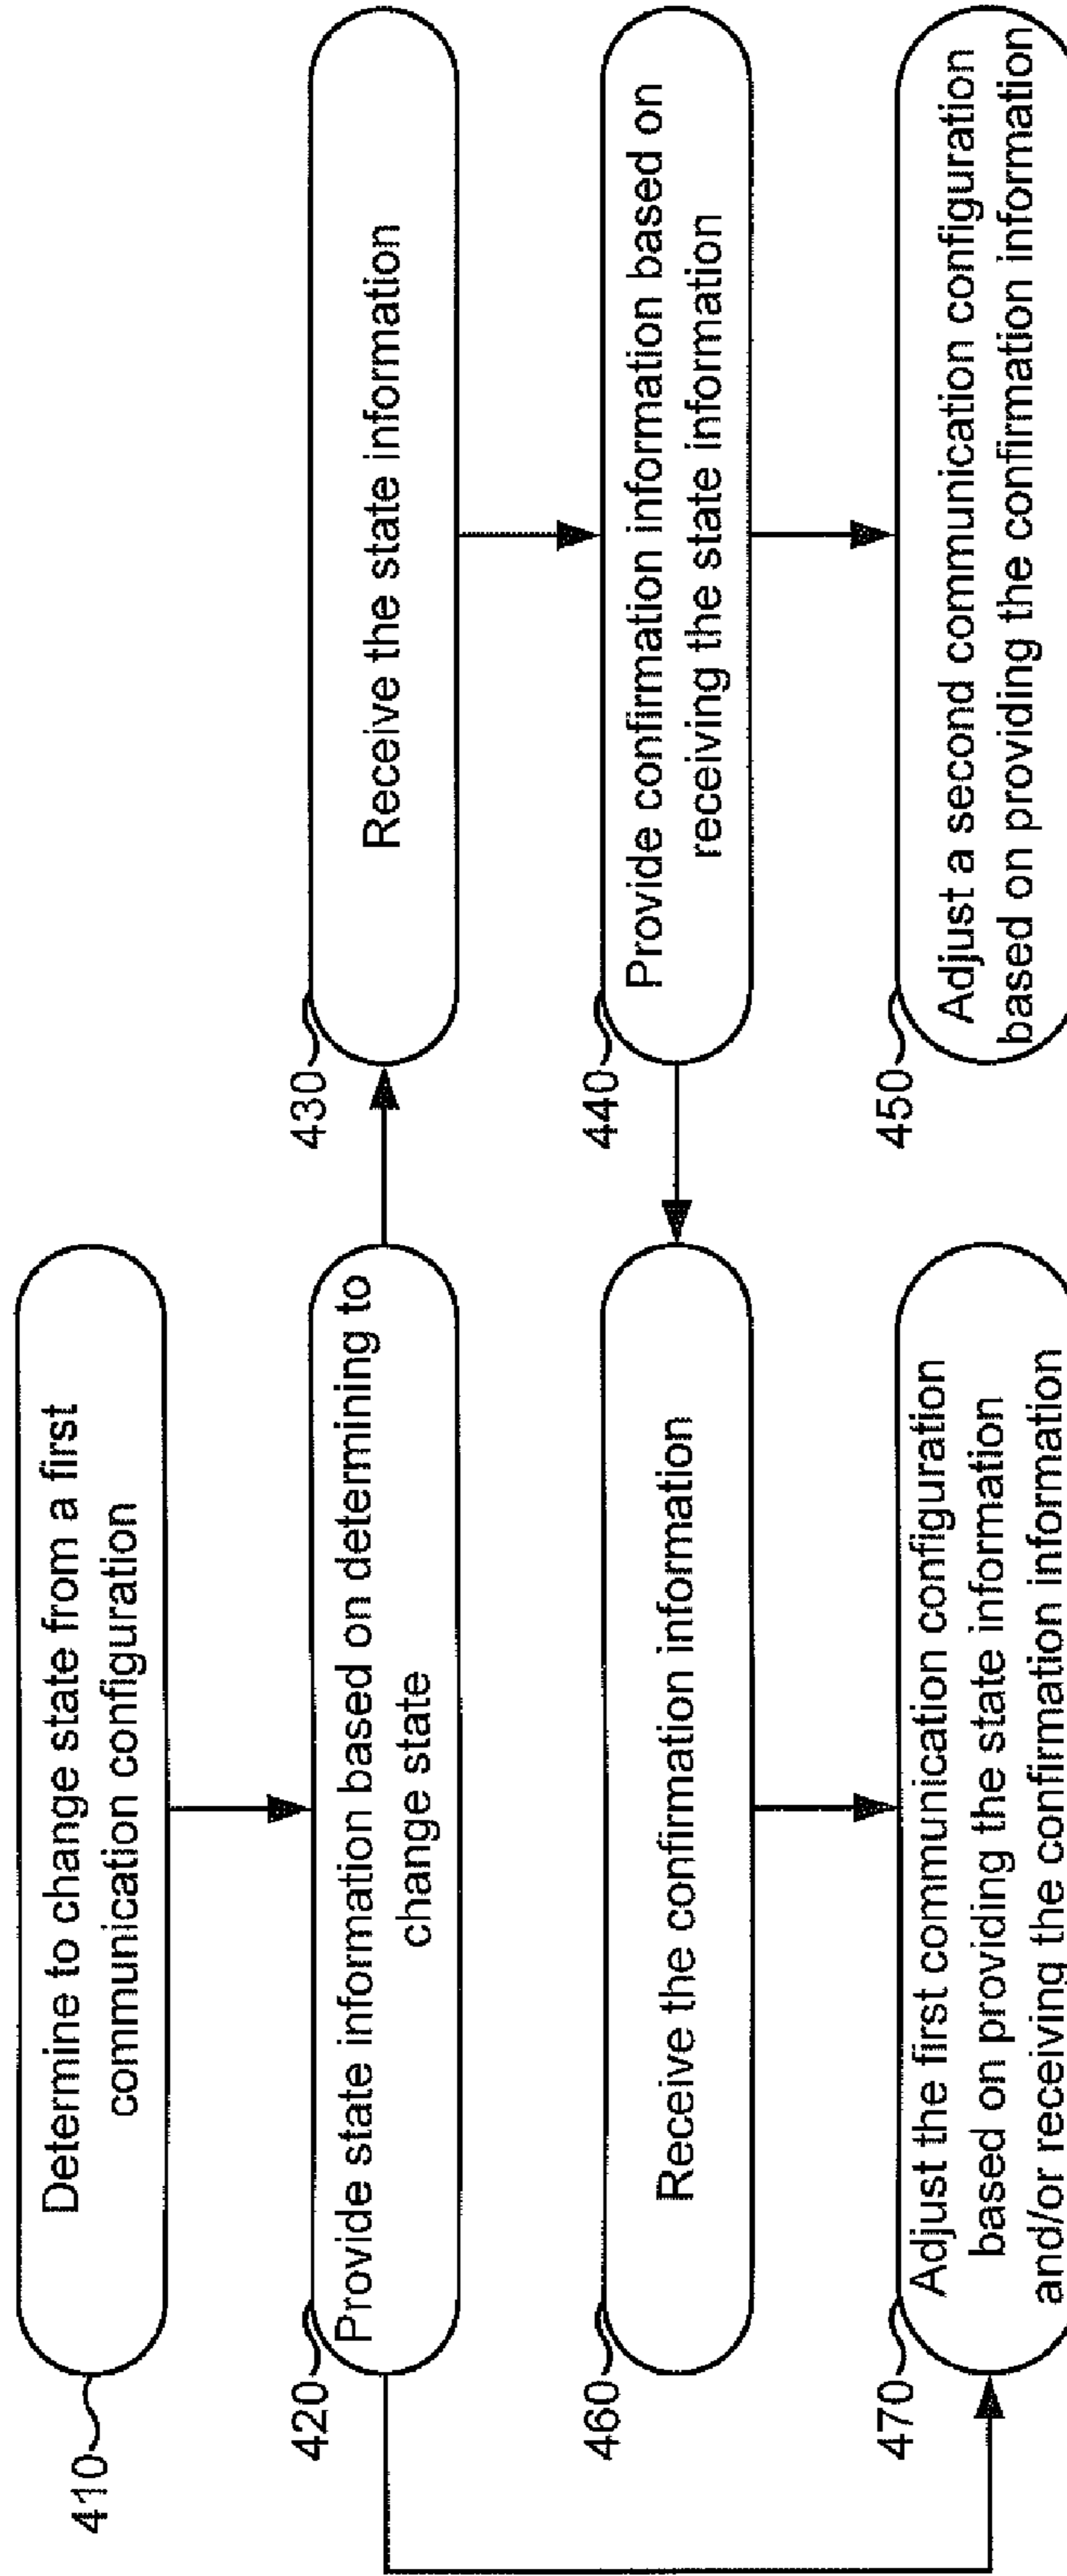 410
Determine to change state from a first
communication configuration
420
Provide state information based on determining to
change state
430
Receive the state information
440
Provide confirmation information based on
receiving the state information
450
Adjust a second communication configuration
based on providing the confirmation information
460
Receive the confirmation information
470
Adjust the first communication configuration
based on providing the state information
and/or receiving the confirmation information